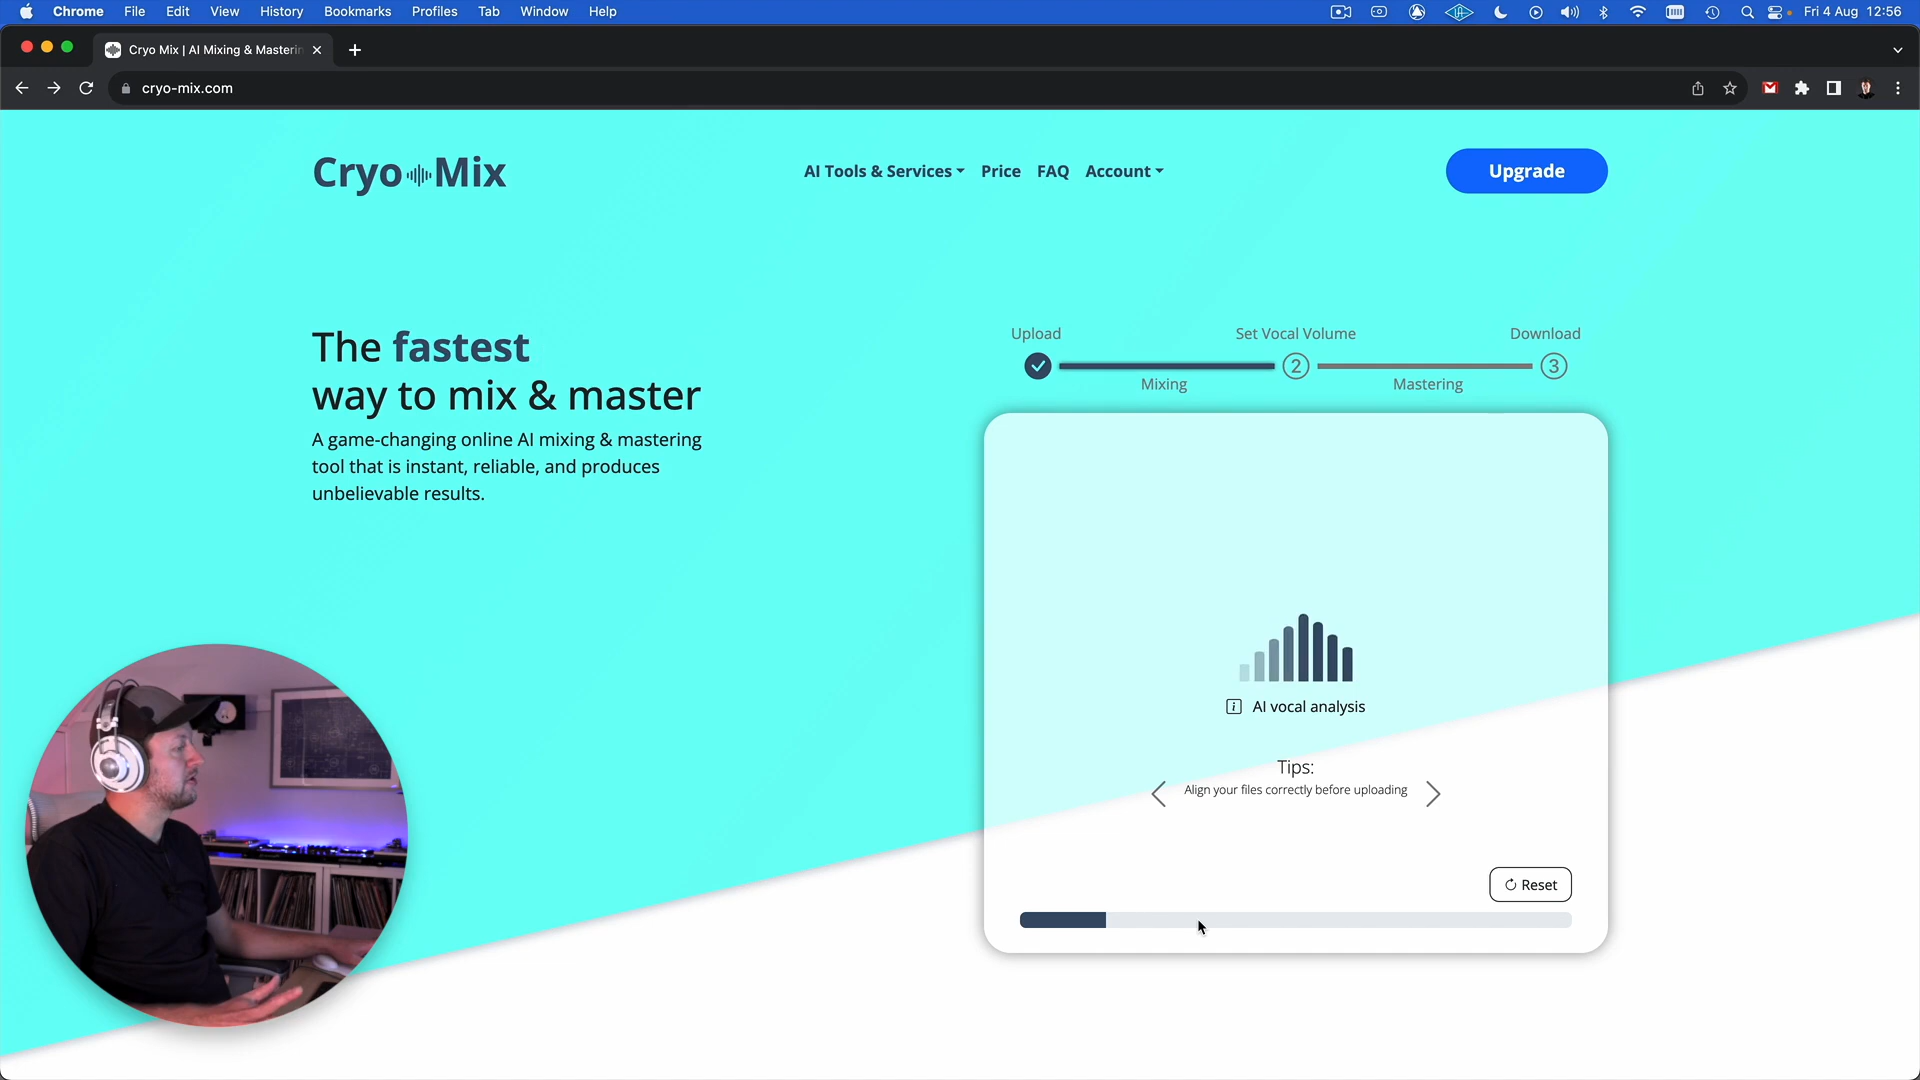 Chrome File Edit View History Bookmarks Profiles Tab Window Help Fri 4 Aug 12:56
Cryo Mix | AI Mixing & Masterin
cryo-mix.com
Cryo Mix
AI Tools & Services Price FAQ Account Upgrade
The fastest
way to mix & master
A game-changing online AI mixing & mastering
tool that is instant, reliable, and produces
unbelievable results.
Upload Set Vocal Volume Download
2 3
Mixing Mastering
AI vocal analysis
Tips:
Align your files correctly before uploading
Reset